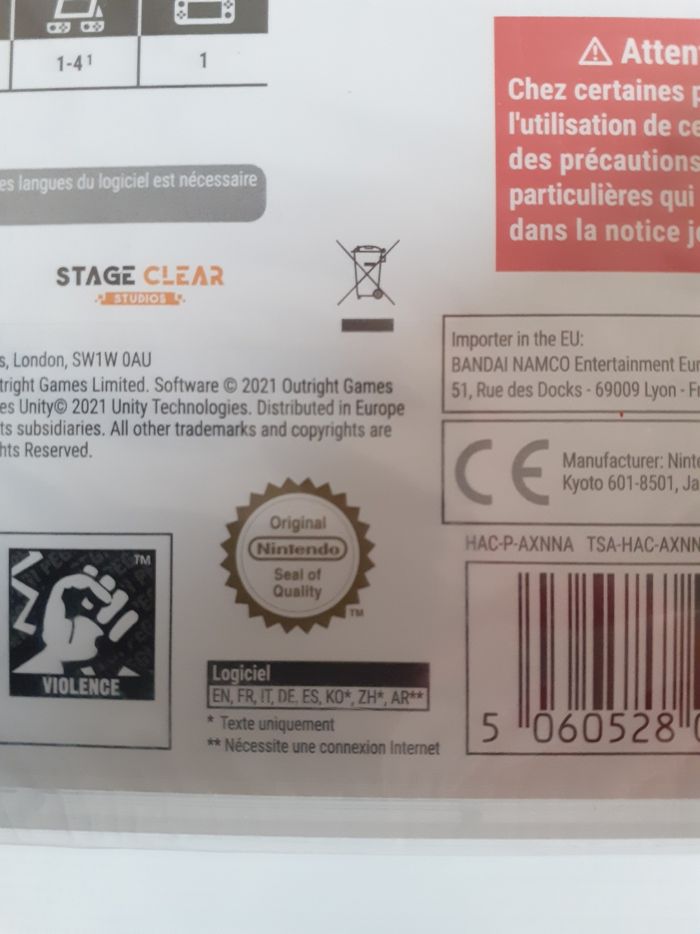 1-4¹
1
Atten
Chez certaines p
l'utilisation de ce
des précautions
particulières qui
dans la notice jo
es langues du logiciel est nécessaire
STAGE CLEAR
STUDIOS
s, London, SW1W 0AU
tright Games Limited. Software © 2021 Outright Games
es Unity© 2021 Unity Technologies. Distributed in Europe
ts subsidiaries. All other trademarks and copyrights are
hts Reserved.
Importer in the EU:
BANDAI NAMCO Entertainment Eur
51, Rue des Docks - 69009 Lyon - Fr
CE
Manufacturer: Ninte
Kyoto 601-8501, Ja
HAC-P-AXNNA TSA-HAC-AXNN
Original
Nintendo
Seal of
Quality
TM
TM
VIOLENCE
Logiciel
EN, FR, IT, DE, ES, KO*, ZH*, AR**
* Texte uniquement
** Nécessite une connexion Internet
5 060528